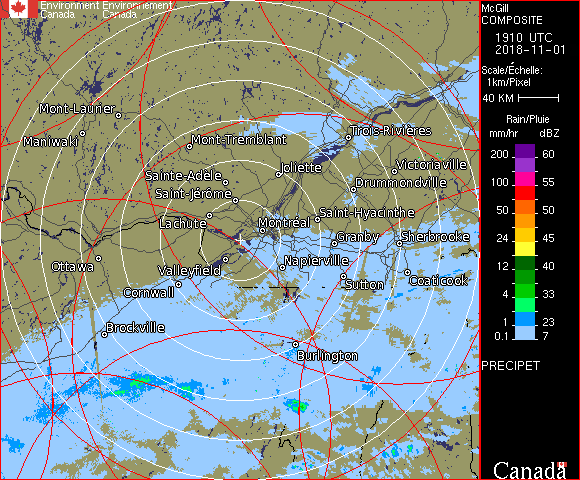 Environment Environnement
Canada Canada
McGill
COMPOSITE
1910 UTC
2018-11-01
Scale/Échelle:
1km/Pixel
40 KM
Rain/Pluie
mm/hr dBZ
200 60
100 55
50 50
24 45
12 40
4 33
1 23
0.1 7
PRECIPET
Canada
Mont-Laurier
Maniwaki
Mont-Tremblant
Trois-Rivières
Sainte-Adèle
Joliette
Victoriaville
Saint-Jérôme
Drummondville
Lachute
Montréal
Saint-Hyacinthe
Granby
Sherbrooke
Ottawa
Valleyfield
Napierville
Cornwall
Sutton
Coaticook
Brockville
Burlington